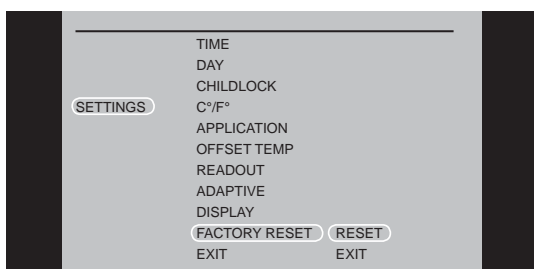 TIME
DAY
CHILDLOCK
SETTINGS C°/F°
APPLICATION
OFFSET TEMP
READOUT
ADAPTIVE
DISPLAY
FACTORY RESET RESET
EXIT EXIT